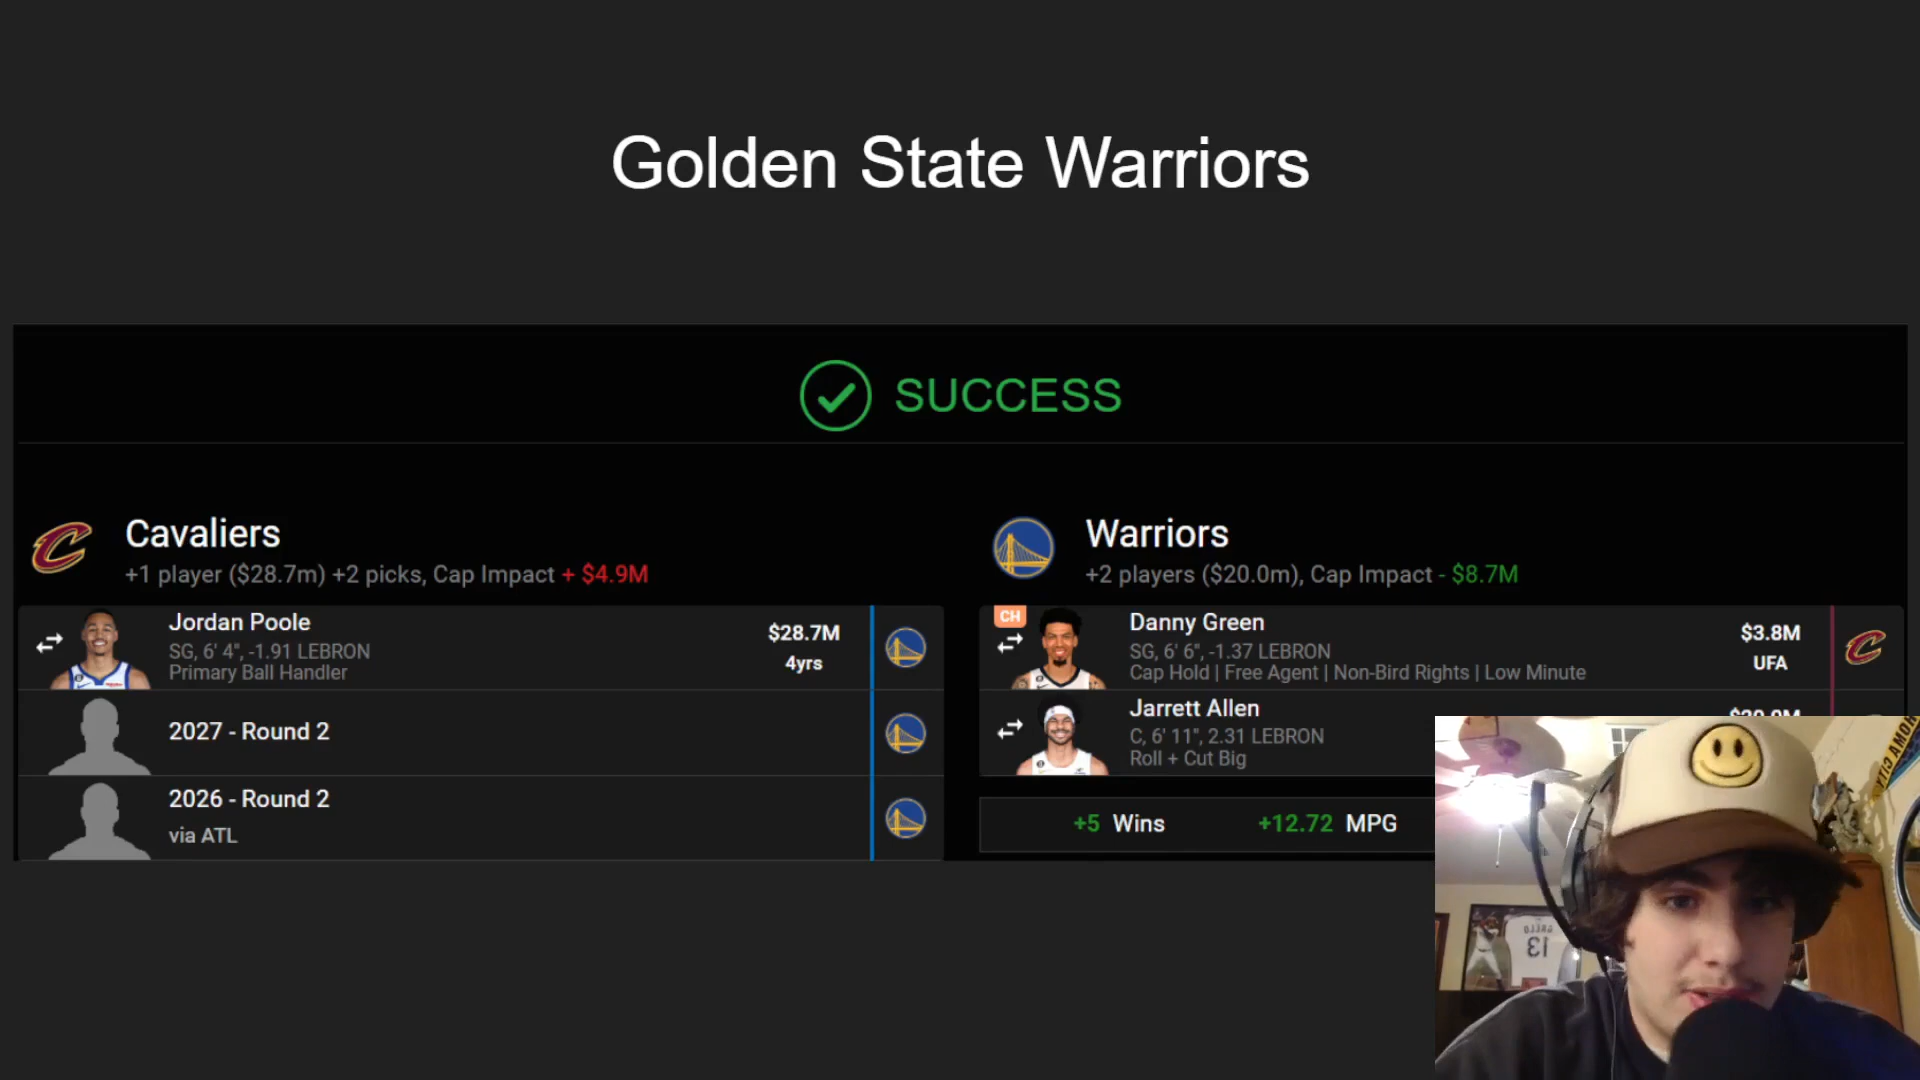 Golden State Warriors
SUCCESS
Cavaliers
+1 player ($28.7m) +2 picks, Cap Impact + $4.9M
Jordan Poole
SG, 6' 4", -1.91 LEBRON
Primary Ball Handler
$28.7M
4yrs
2027 - Round 2
2026 - Round 2
via ATL
Warriors
+2 players ($20.0m), Cap Impact - $8.7M
CH
Danny Green
SG, 6' 6", -1.37 LEBRON
Cap Hold | Free Agent | Non-Bird Rights | Low Minute
$3.8M
UFA
Jarrett Allen
C, 6' 11", 2.31 LEBRON
Roll + Cut Big
+5 Wins +12.72 MPG
13